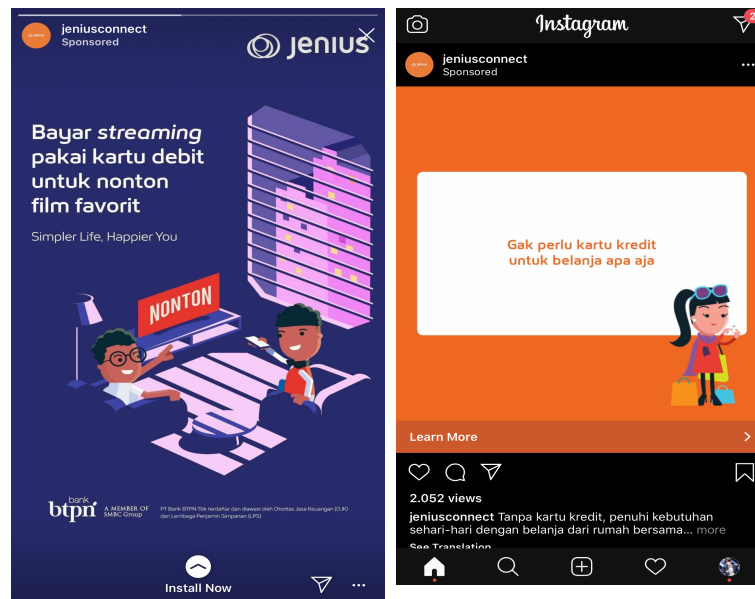 jeniusconnect
Sponsored
jenius
Bayar streaming
pakai kartu debit
untuk nonton
film favorit
Simpler Life, Happier You
NONTON
bank
btpn
A MEMBER OF
SMBC Group
PT Bank BTPN Tbk terdaftar dan diawasi oleh Otoritas Jasa Keuangan (OJK)
dan Lembaga Penjamin Simpanan (LPS)
Install Now
Instagram
2
jeniusconnect
Sponsored
Gak perlu kartu kredit
untuk belanja apa aja
Learn More
2.052 views
jeniusconnect Tanpa kartu kredit, penuhi kebutuhan
sehari-hari dengan belanja dari rumah bersama... more
See Translation